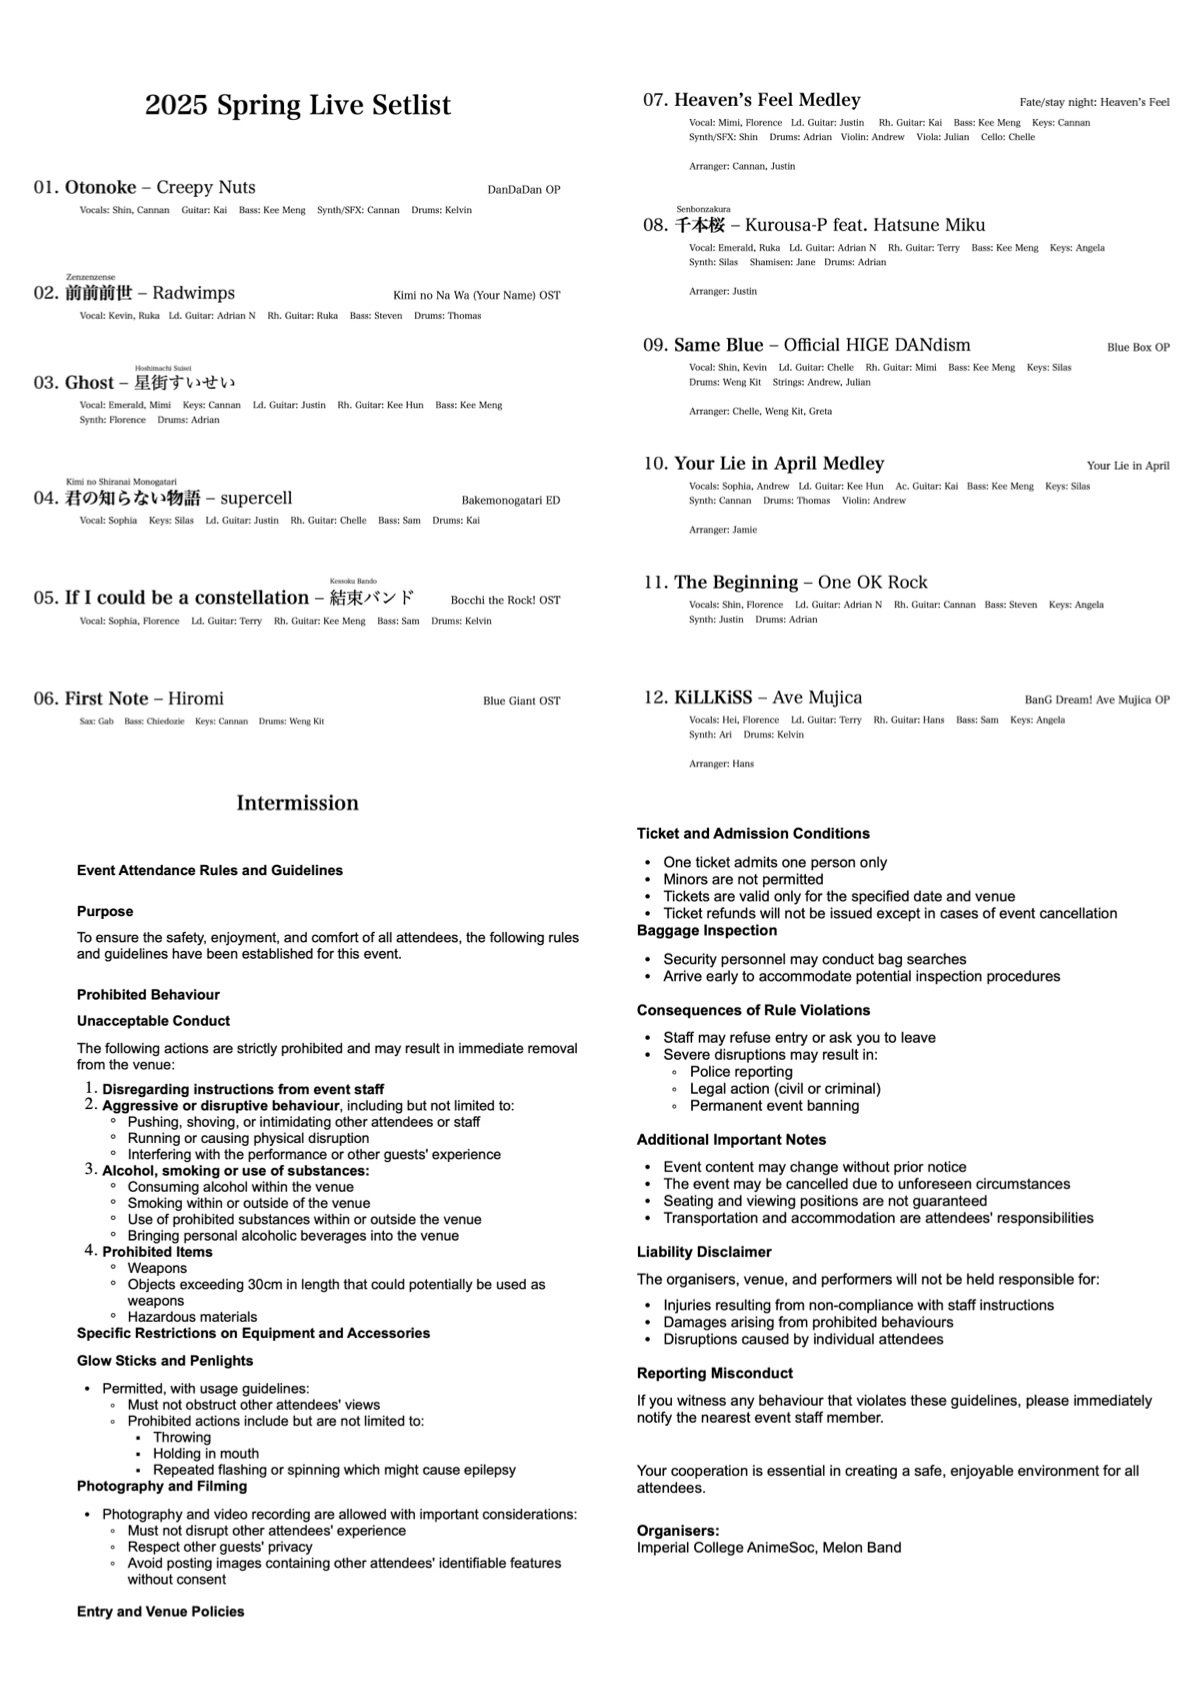 2025 Spring Live Setlist
01. Otonoke – Creepy Nuts DanDaDan OP
Vocals: Shin, Cannan Guitar: Kai Bass: Kee Meng Synth/SFX: Cannan Drums: Kelvin
Zenzenzense
02. 前前前世 – Radwimps Kimi no Na Wa (Your Name) OST
Vocal: Kevin, Ruka Ld. Guitar: Adrian N Rh. Guitar: Ruka Bass: Steven Drums: Thomas
Hoshimachi Suisei
03. Ghost – 星街すいせい
Vocal: Emerald, Mimi Keys: Cannan Ld. Guitar: Justin Rh. Guitar: Kee Hun Bass: Kee Meng
Synth: Florence Drums: Adrian
Kimi no Shiranai Monogatari
04. 君の知らない物語 – supercell Bakemonogatari ED
Vocal: Sophia Keys: Silas Ld. Guitar: Justin Rh. Guitar: Chelle Bass: Sam Drums: Kai
Kessoku Bando
05. If I could be a constellation – 結束バンド Bocchi the Rock! OST
Vocal: Sophia, Florence Ld. Guitar: Terry Rh. Guitar: Kee Meng Bass: Sam Drums: Kelvin
06. First Note – Hiromi Blue Giant OST
Sax: Gab Bass: Chiedozie Keys: Cannan Drums: Weng Kit
Intermission
07. Heaven's Feel Medley Fate/stay night: Heaven's Feel
Vocal: Mimi, Florence Ld. Guitar: Justin Rh. Guitar: Kai Bass: Kee Meng Keys: Cannan
Synth/SFX: Shin Drums: Adrian Violin: Andrew Viola: Julian Cello: Chelle
Arranger: Cannan, Justin
Senbonzakura
08. 千本桜 – Kurousa-P feat. Hatsune Miku
Vocal: Emerald, Ruka Ld. Guitar: Adrian N Rh. Guitar: Terry Bass: Kee Meng Keys: Angela
Synth: Silas Shamisen: Jane Drums: Adrian
Arranger: Justin
09. Same Blue – Official HIGE DANdism Blue Box OP
Vocal: Shin, Kevin Ld. Guitar: Chelle Rh. Guitar: Mimi Bass: Kee Meng Keys: Silas
Drums: Weng Kit Strings: Andrew, Julian
Arranger: Chelle, Weng Kit, Greta
10. Your Lie in April Medley Your Lie in April
Vocals: Sophia, Andrew Ld. Guitar: Kee Hun Ac. Guitar: Kai Bass: Kee Meng Keys: Silas
Synth: Cannan Drums: Thomas Violin: Andrew
Arranger: Jamie
11. The Beginning – One OK Rock
Vocals: Shin, Florence Ld. Guitar: Adrian N Rh. Guitar: Cannan Bass: Steven Keys: Angela
Synth: Justin Drums: Adrian
12. KiLLKiSS – Ave Mujica BanG Dream! Ave Mujica OP
Vocals: Hei, Florence Ld. Guitar: Terry Rh. Guitar: Hans Bass: Sam Keys: Angela
Synth: Ari Drums: Kelvin
Arranger: Hans
Event Attendance Rules and Guidelines
Purpose
To ensure the safety, enjoyment, and comfort of all attendees, the following rules
and guidelines have been established for this event.
Prohibited Behaviour
Unacceptable Conduct
The following actions are strictly prohibited and may result in immediate removal
from the venue:
1. Disregarding instructions from event staff
2. Aggressive or disruptive behaviour, including but not limited to:
◦ Pushing, shoving, or intimidating other attendees or staff
◦ Running or causing physical disruption
◦ Interfering with the performance or other guests' experience
3. Alcohol, smoking or use of substances:
◦ Consuming alcohol within the venue
◦ Smoking within or outside of the venue
◦ Use of prohibited substances within or outside the venue
◦ Bringing personal alcoholic beverages into the venue
4. Prohibited Items
◦ Weapons
◦ Objects exceeding 30cm in length that could potentially be used as
weapons
◦ Hazardous materials
Specific Restrictions on Equipment and Accessories
Glow Sticks and Penlights
• Permitted, with usage guidelines:
◦ Must not obstruct other attendees' views
◦ Prohibited actions include but are not limited to:
▪ Throwing
▪ Holding in mouth
▪ Repeated flashing or spinning which might cause epilepsy
Photography and Filming
• Photography and video recording are allowed with important considerations:
◦ Must not disrupt other attendees' experience
◦ Respect other guests' privacy
◦ Avoid posting images containing other attendees' identifiable features
without consent
Entry and Venue Policies
Ticket and Admission Conditions
• One ticket admits one person only
• Minors are not permitted
• Tickets are valid only for the specified date and venue
• Ticket refunds will not be issued except in cases of event cancellation
Baggage Inspection
• Security personnel may conduct bag searches
• Arrive early to accommodate potential inspection procedures
Consequences of Rule Violations
• Staff may refuse entry or ask you to leave
• Severe disruptions may result in:
◦ Police reporting
◦ Legal action (civil or criminal)
◦ Permanent event banning
Additional Important Notes
• Event content may change without prior notice
• The event may be cancelled due to unforeseen circumstances
• Seating and viewing positions are not guaranteed
• Transportation and accommodation are attendees' responsibilities
Liability Disclaimer
The organisers, venue, and performers will not be held responsible for:
• Injuries resulting from non-compliance with staff instructions
• Damages arising from prohibited behaviours
• Disruptions caused by individual attendees
Reporting Misconduct
If you witness any behaviour that violates these guidelines, please immediately
notify the nearest event staff member.
Your cooperation is essential in creating a safe, enjoyable environment for all
attendees.
Organisers:
Imperial College AnimeSoc, Melon Band